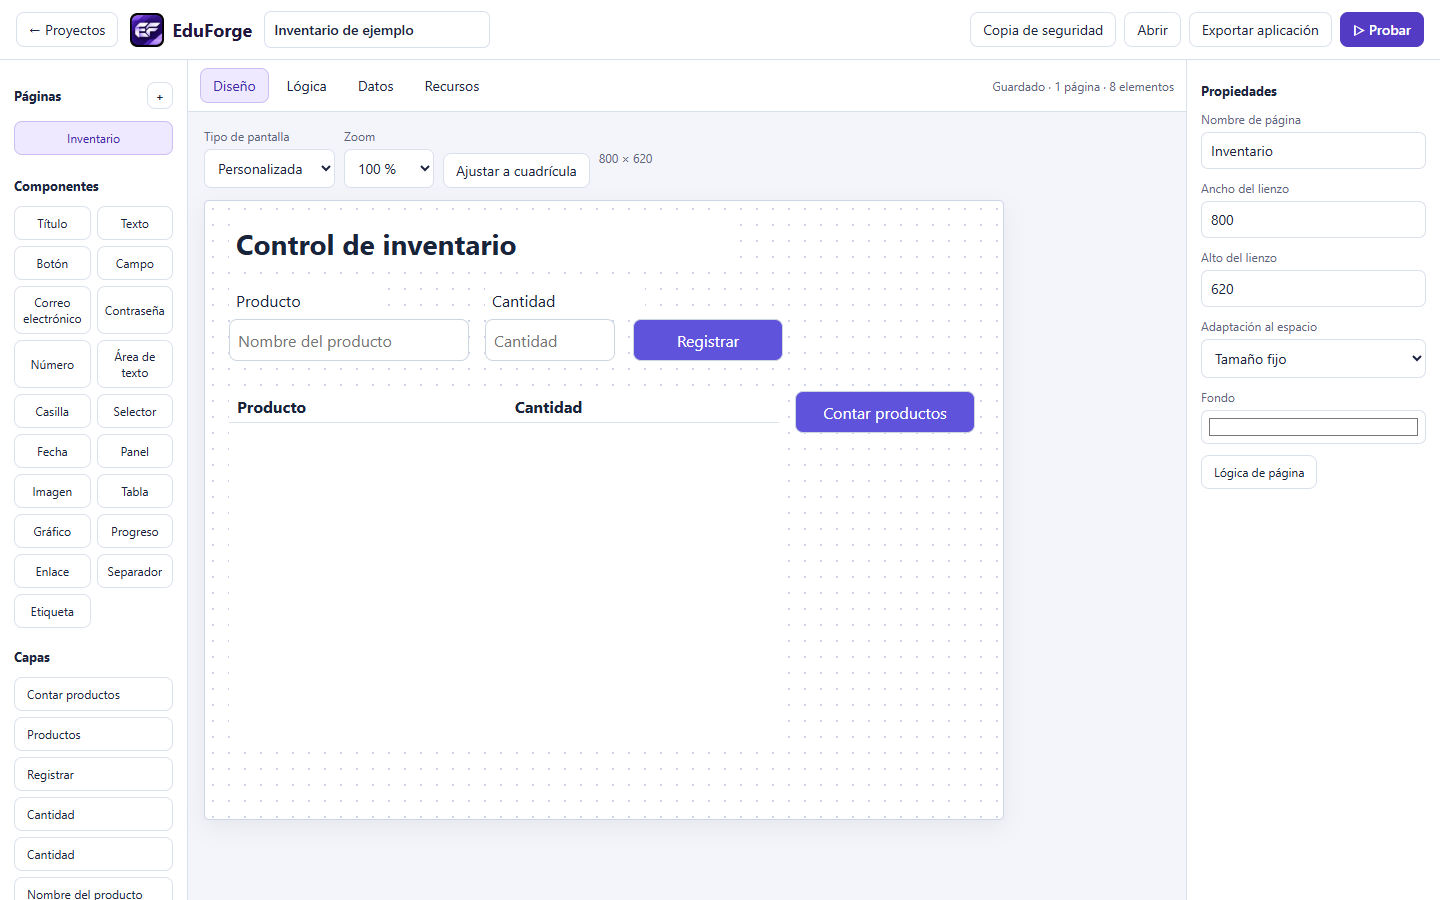 ← Proyectos
EF
EduForge
Inventario de ejemplo
Copia de seguridad
Abrir
Exportar aplicación
▷ Probar
Páginas
+
Inventario
Componentes
Título
Texto
Botón
Campo
Correo electrónico
Contraseña
Número
Área de texto
Casilla
Selector
Fecha
Panel
Imagen
Tabla
Gráfico
Progreso
Enlace
Separador
Etiqueta
Capas
Contar productos
Productos
Registrar
Cantidad
Cantidad
Nombre del producto
Diseño
Lógica
Datos
Recursos
Guardado · 1 página · 8 elementos
Tipo de pantalla
Zoom
Personalizada
100 %
Ajustar a cuadrícula
800 × 620
Control de inventario
Producto
Cantidad
Nombre del producto
Cantidad
Registrar
Producto
Cantidad
Contar productos
Propiedades
Nombre de página
Inventario
Ancho del lienzo
800
Alto del lienzo
620
Adaptación al espacio
Tamaño fijo
Fondo
Lógica de página